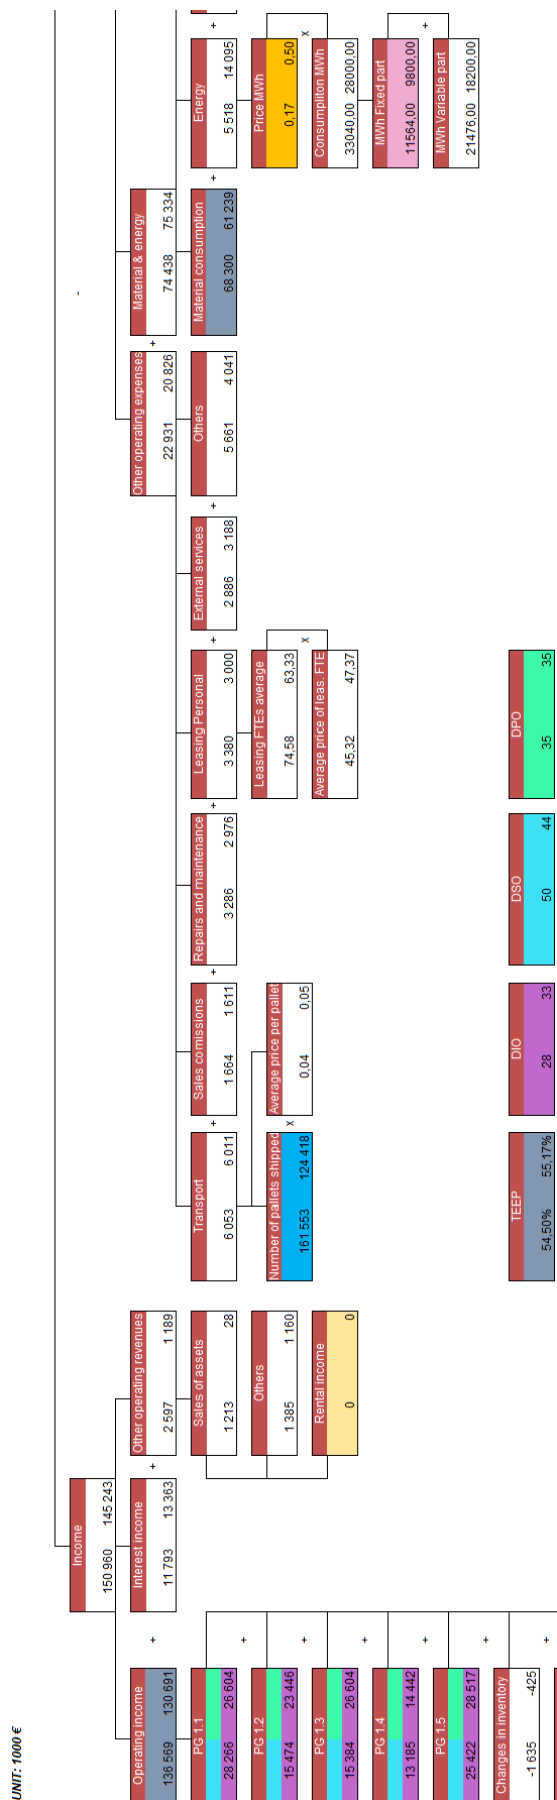 UNIT: 1000 €
Income
150 960 145 243
Operating income
136 569 130 691
+
Interest income
11 793 13 363
+
Other operating revenues
2 597 1 189
PG 1.1
28 266 26 604
+
PG 1.2
15 474 23 446
+
PG 1.3
15 384 26 604
+
PG 1.4
13 185 14 442
+
PG 1.5
25 422 28 517
+
Changes in inventory
-1 635 -425
+
Sales of assets
1 213 28
Others
1 385 1 160
Rental income
0 0
-
Other operating expenses
22 931 20 826
+
Material & energy
74 438 75 334
Transport
6 053 6 011
+
Sales comissions
1 664 1 611
+
Repairs and maintenance
3 286 2 976
+
Leasing Personal
3 380 3 000
+
External services
2 886 3 188
+
Others
5 661 4 041
Material consumption
68 300 61 239
+
Energy
5 518 14 095
+
Number of pallets shipped
161 553 124 418
x
Average price per pallet
0,04 0,05
Leasing FTEs average
74,58 63,33
x
Average price of leas. FTE
45,32 47,37
Price MWh
0,17 0,50
x
Consumpliton MWh
33040,00 28000,00
MWh Fixed part
11564,00 9800,00
+
MWh Variable part
21476,00 18200,00
TEEP
54,50% 55,17%
DIO
28 33
DSO
50 44
DPO
35 35